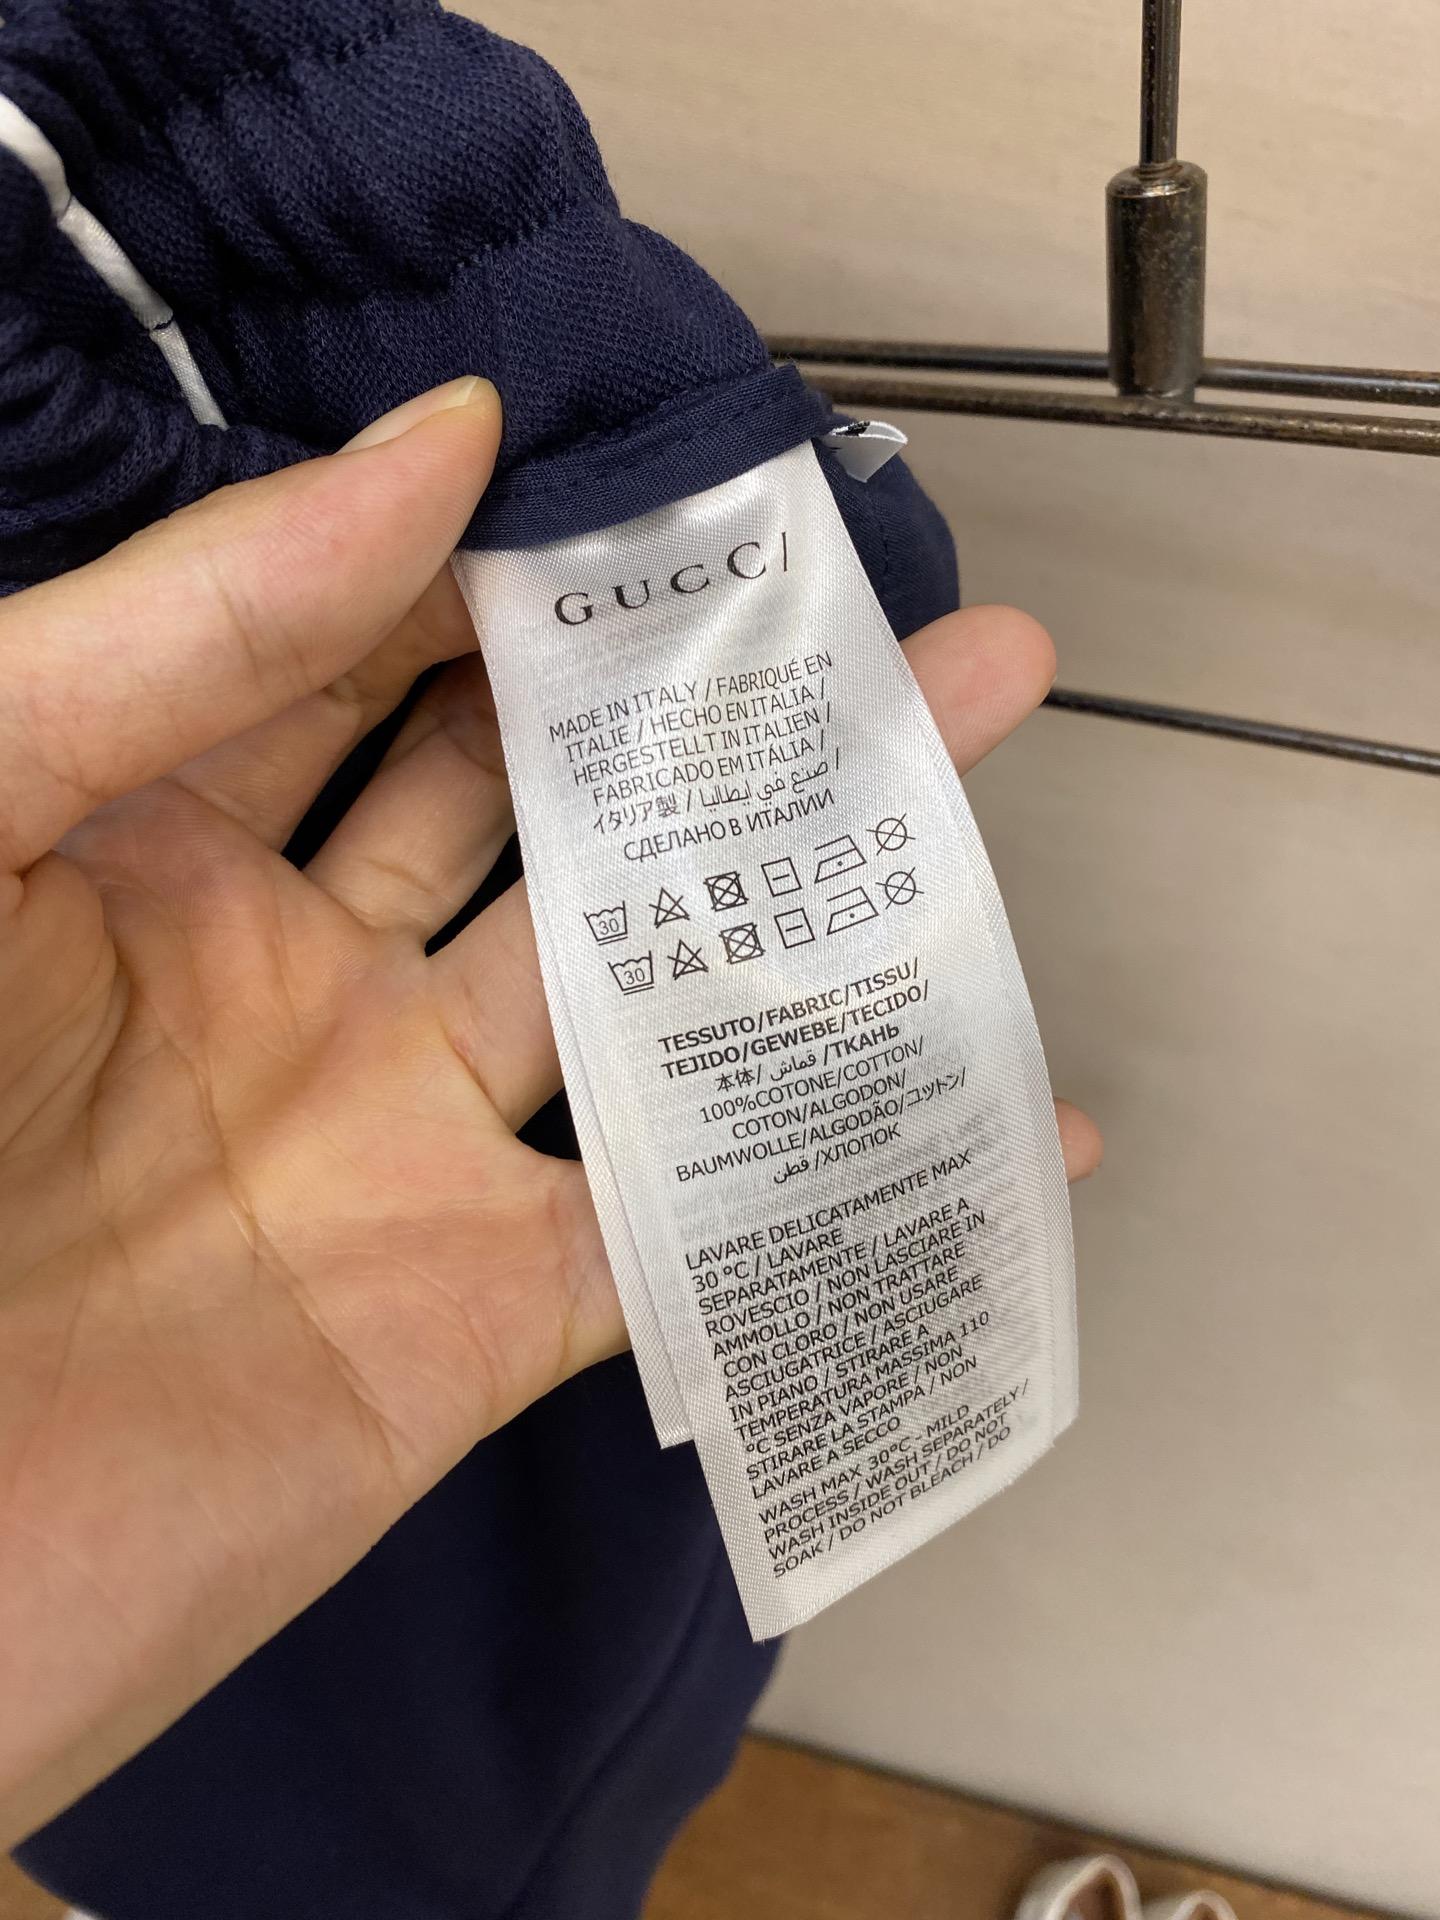 GUCCI
MADE IN ITALY / FABRIQUÉ EN
ITALIE / HECHO EN ITALIA /
HERGESTELLT IN ITALIEN /
FABRICADO EM ITALIA /
イタリア製 / صنع في ايطاليا /
СДЕЛАНО В ИТАЛИИ
30
30
TESSUTO/FABRIC/TISSU/
TEJIDO/GEWEBE/TECIDO/
本体/ قماش /ТКАНЬ
100%COTONE/COTTON/
COTON/ALGODON/
BAUMWOLLE/ALGODÃO/コットン/
قطن /ХЛОПОК
LAVARE DELICATAMENTE MAX
30 °C / LAVARE
SEPARATAMENTE / LAVARE A
ROVESCIO / NON LASCIARE IN
AMMOLLO / NON TRATTARE
CON CLORO / NON USARE
ASCIUGATRICE / ASCIUGARE
IN PIANO / STIRARE A
TEMPERATURA MASSIMA 110
°C SENZA VAPORE / NON
STIRARE LA STAMPA / NON
LAVARE A SECCO
WASH MAX 30°C - MILD
PROCESS / WASH SEPARATELY /
WASH INSIDE OUT / DO NOT
SOAK / DO NOT BLEACH / DO